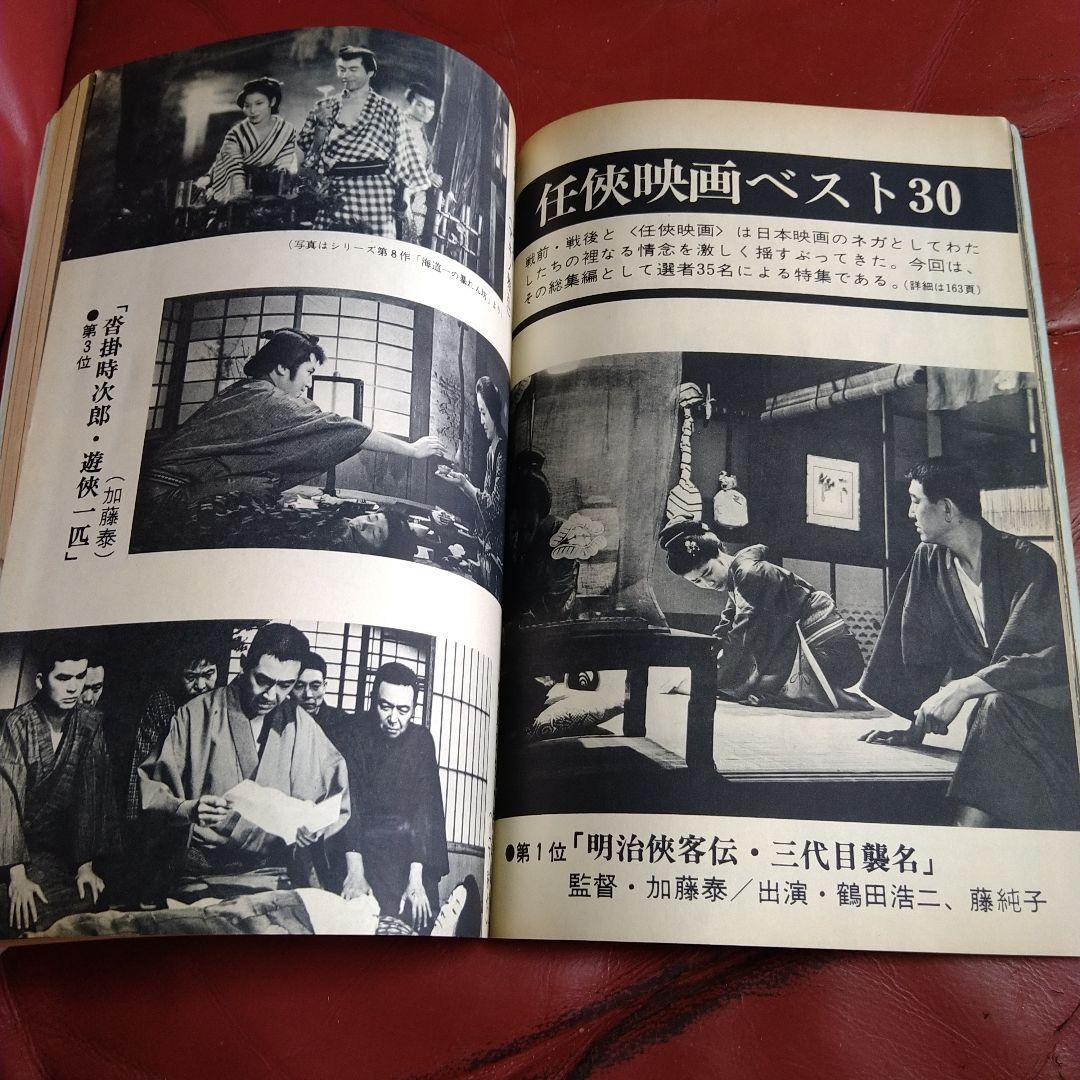 任俠映画ベスト30
戦前・戦後と〈任俠映画〉は日本映画のネガとしてわた
したちの裡なる情念を激しく揺すぶってきた。今回は、
その総集編として選者35名による特集である。(詳細は163頁)
●第1位「明治俠客伝・三代目襲名」
監督・加藤泰／出演・鶴田浩二、藤純子
(写真はシリーズ第8作「海道一の暴れん坊」より)
●第3位
「沓掛時次郎・遊俠一匹」
(加藤泰)